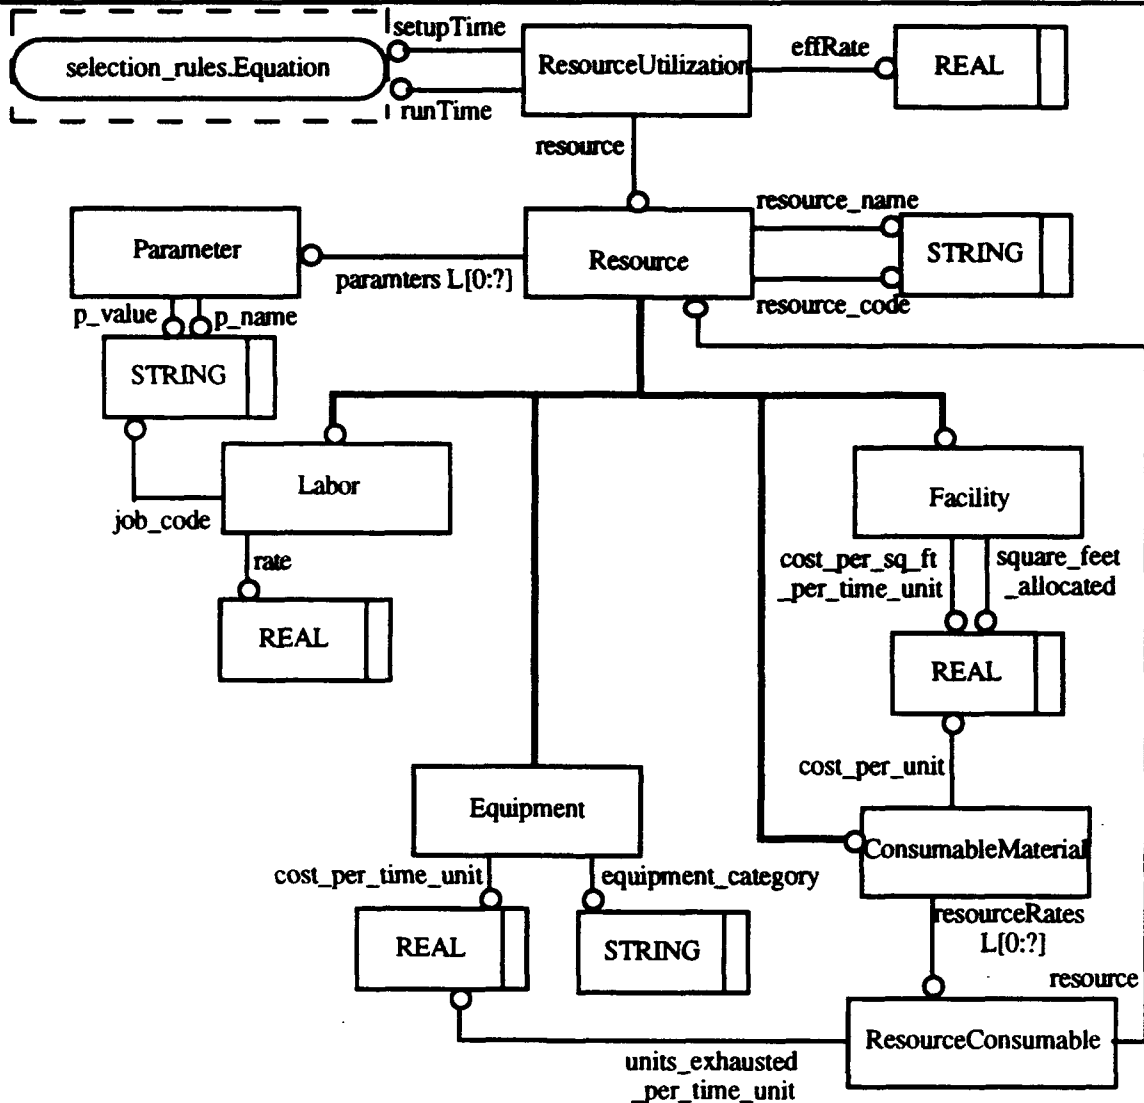 setupTime
selection_rules.Equation
runTime
ResourceUtilization
effRate
REAL
resource
Parameter
paramters L[0:?]
Resource
resource_name
STRING
resource_code
p_value
p_name
STRING
job_code
Labor
rate
REAL
Facility
cost_per_sq_ft
_per_time_unit
square_feet
_allocated
REAL
cost_per_unit
Equipment
ConsumableMaterial
cost_per_time_unit
equipment_category
REAL
STRING
resourceRates
L[0:?]
resource
ResourceConsumable
units_exhausted
_per_time_unit